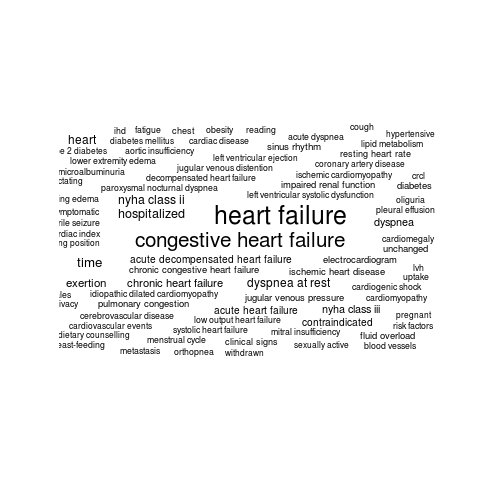 cough
ihd fatigue chest obesity reading
acute dyspnea hypertensive
heart diabetes mellitus cardiac disease
sinus rhythm lipid metabolism
e 2 diabetes aortic insufficiency
left ventricular ejection resting heart rate
lower extremity edema
jugular venous distention coronary artery disease
microalbuminuria
decompensated heart failure ischemic cardiomyopathy crcl
ctating
paroxysmal nocturnal dyspnea impaired renal function diabetes
left ventricular systolic dysfunction
ing edema nyha class ii oliguria
mptomatic hospitalized heart failure pleural effusion
rile seizure dyspnea
rdiac index
ng position congestive heart failure cardiomegaly
unchanged
time acute decompensated heart failure electrocardiogram
chronic congestive heart failure ischemic heart disease lvh
uptake
exertion chronic heart failure dyspnea at rest cardiogenic shock
les idiopathic dilated cardiomyopathy
jugular venous pressure cardiomyopathy
ivacy pulmonary congestion
acute heart failure nyha class iii
cerebrovascular disease pregnant
low output heart failure contraindicated
cardiovascular events risk factors
systolic heart failure mitral insufficiency
dietary counselling fluid overload
menstrual cycle clinical signs
east-feeding sexually active blood vessels
metastasis orthopnea withdrawn